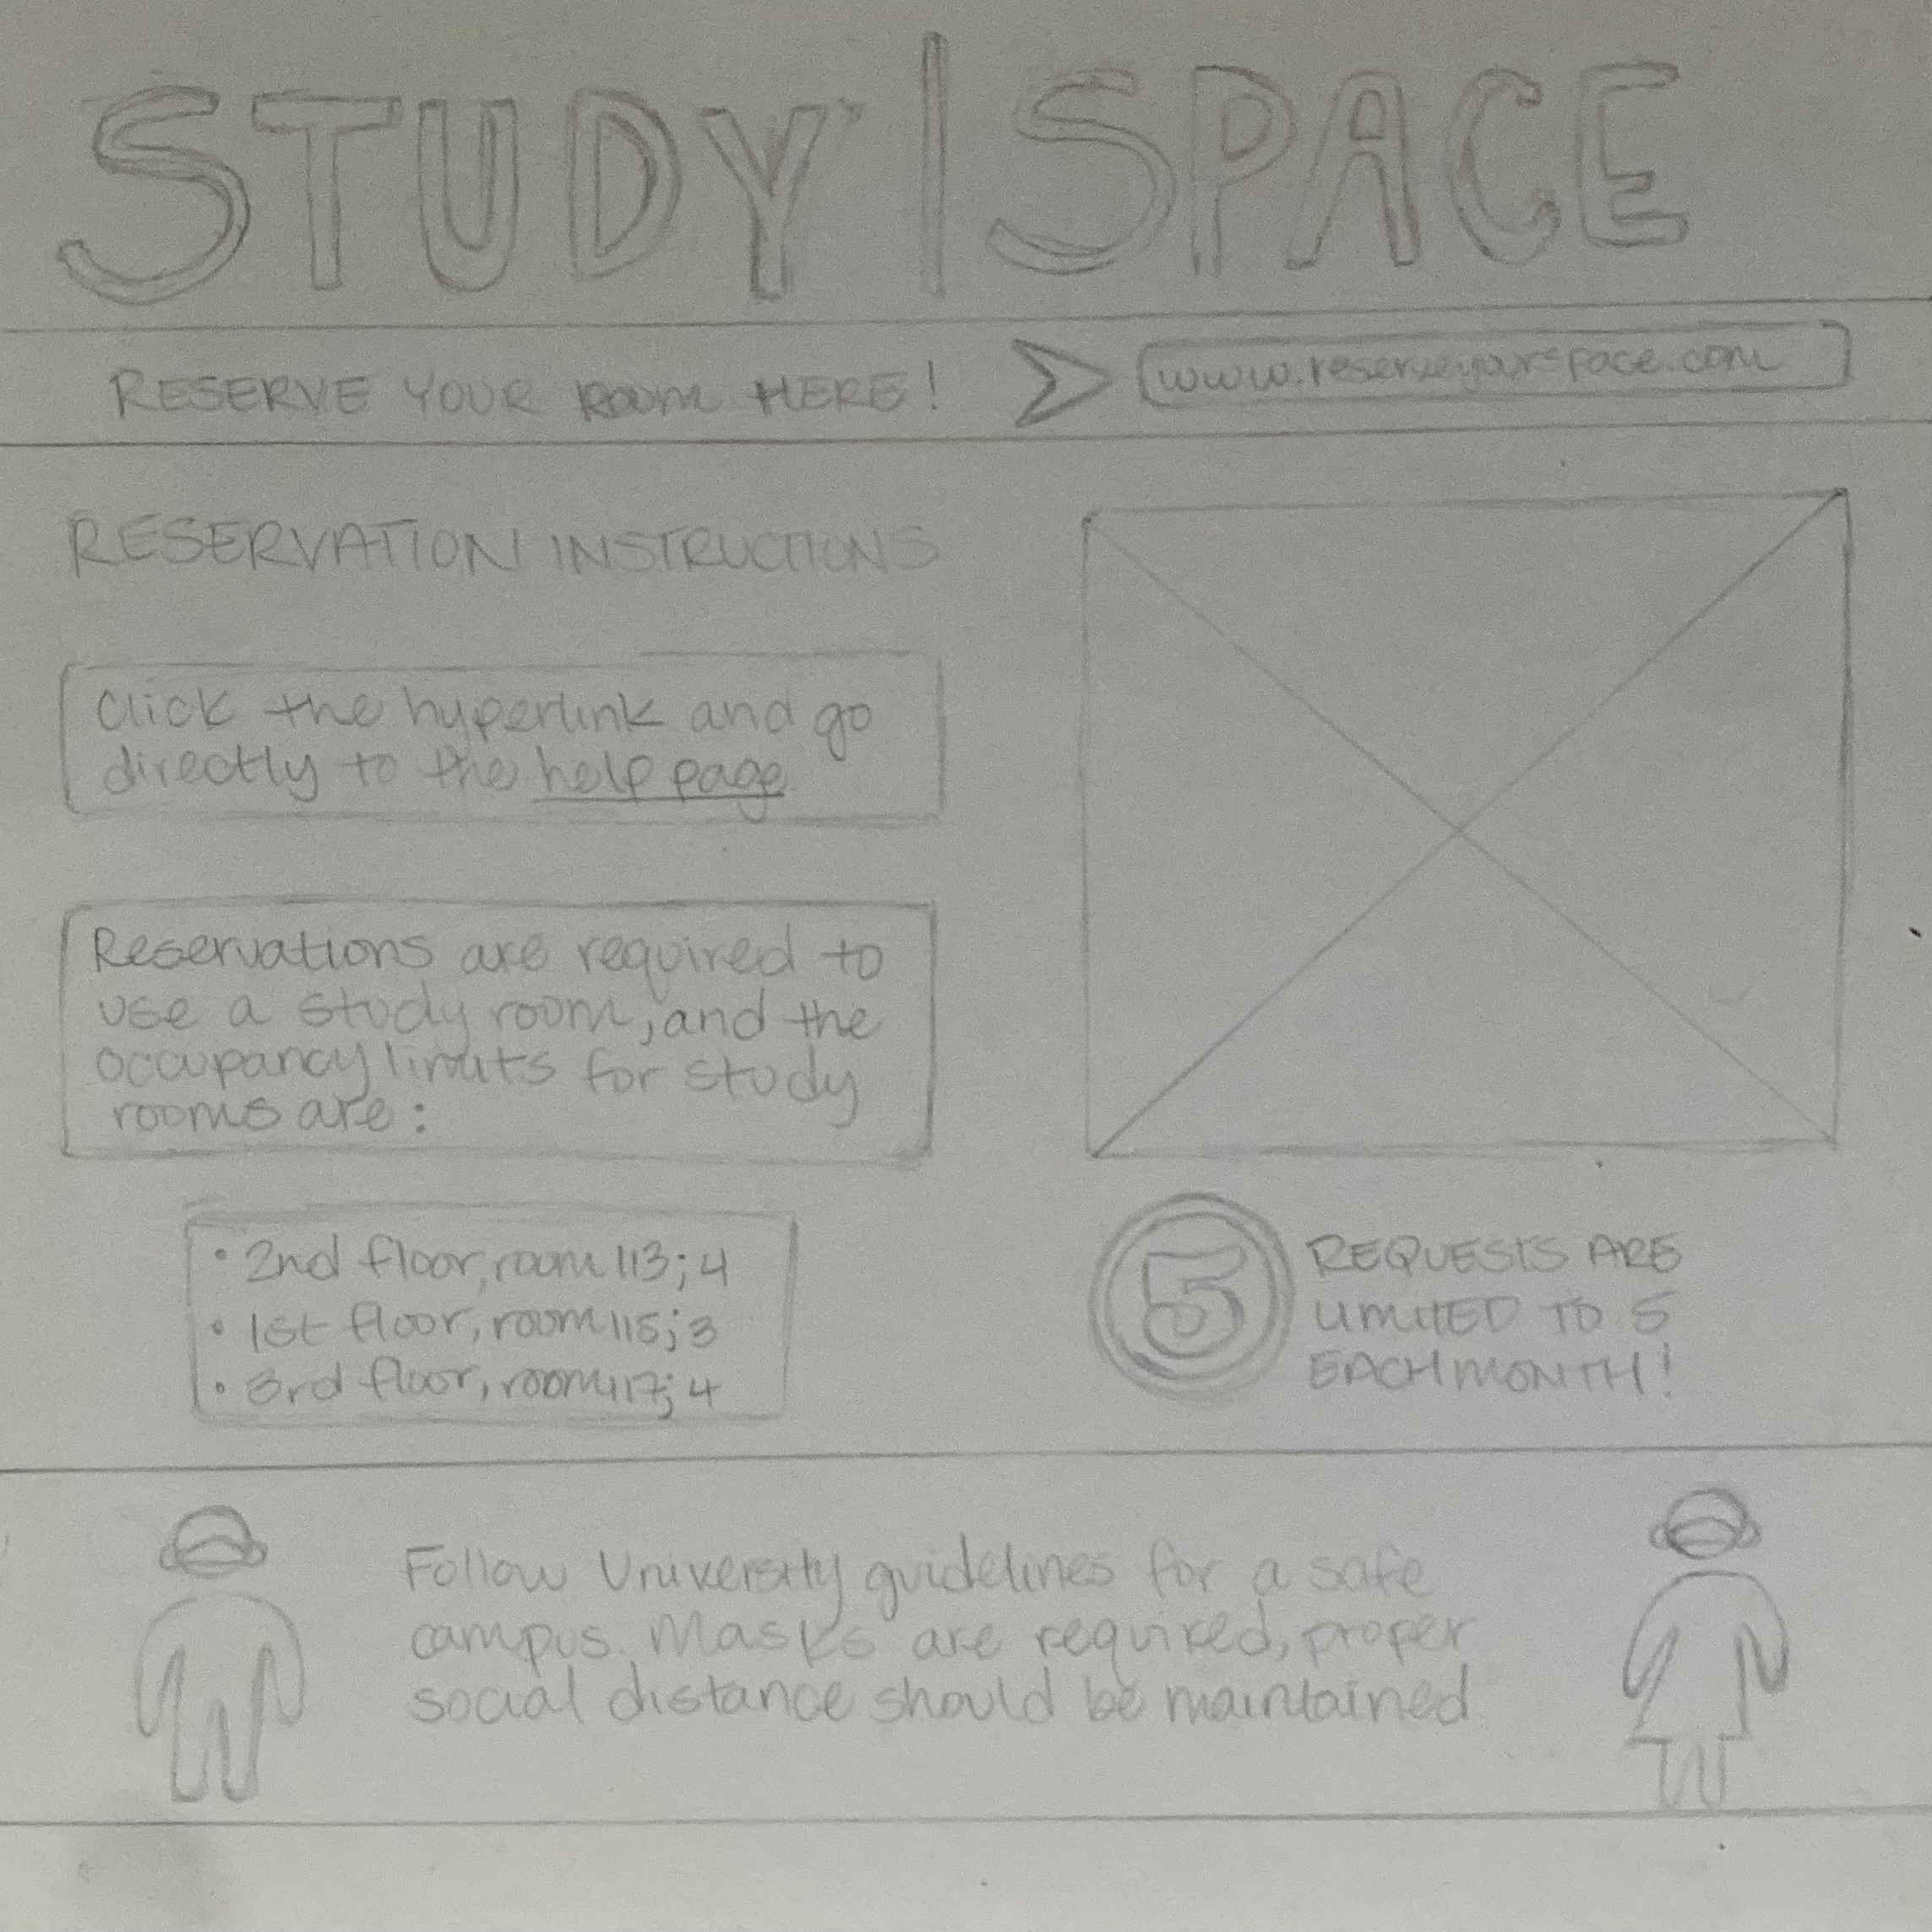 STUDY | SPACE
RESERVE YOUR ROOM HERE!
www.reserveyourspace.com
RESERVATION INSTRUCTIONS
Click the hyperlink and go
directly to the help page
Reservations are required to
use a study room, and the
occupancy limits for study
rooms are:
• 2nd floor, room 113; 4
• 1st floor, room 115; 3
• 3rd floor, room 117; 4
5
REQUESTS ARE
LIMITED TO 5
EACH MONTH!
Follow University guidelines for a safe
campus. Masks are required, proper
social distance should be maintained